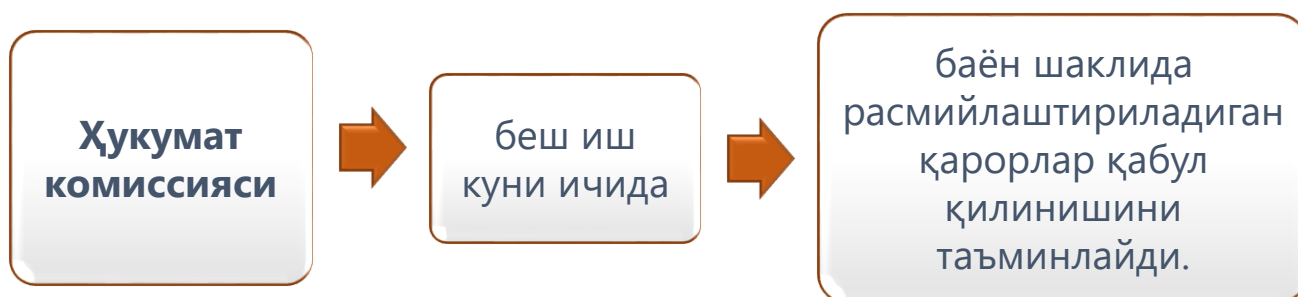 Ҳукумат
комиссияси
беш иш
куни ичида
баён шаклида
расмийлаштириладиган
қарорлар қабул
қилинишини
таъминлайди.